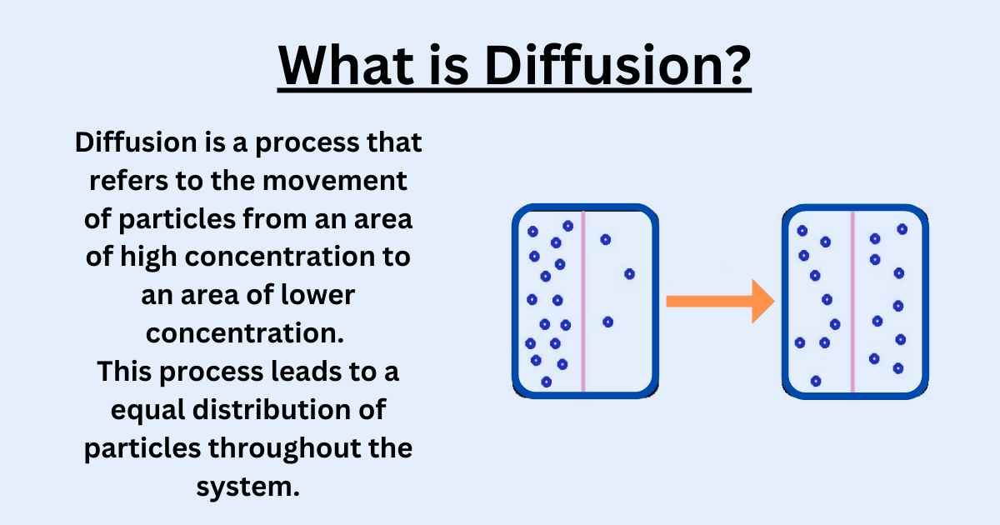 What is Diffusion?
Diffusion is a process that
refers to the movement
of particles from an area
of high concentration to
an area of lower
concentration.
This process leads to a
equal distribution of
particles throughout the
system.